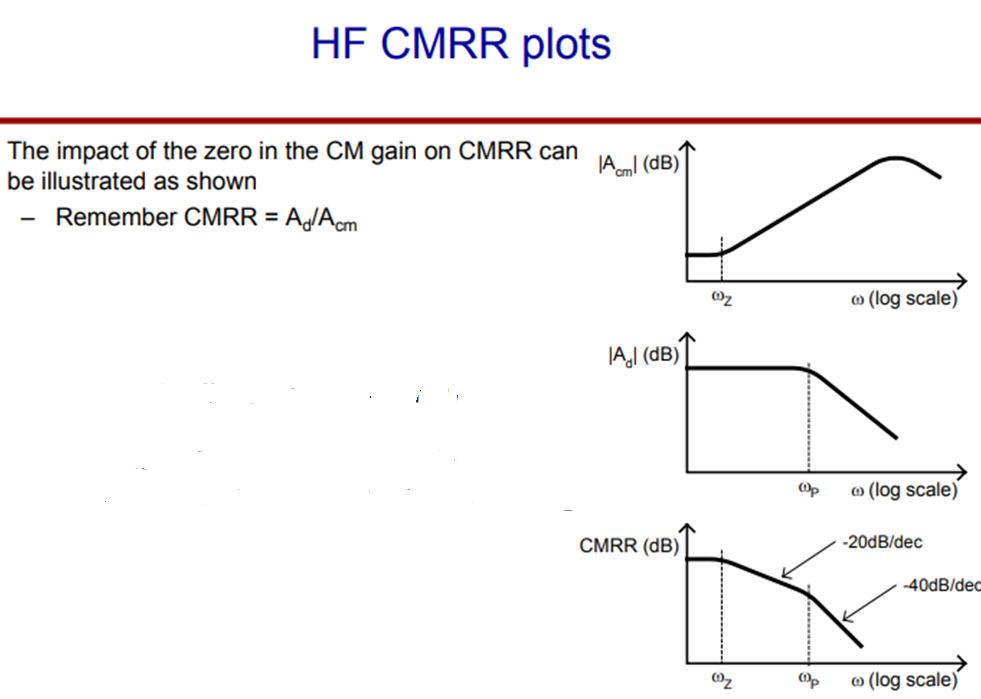 HF CMRR plots
The impact of the zero in the CM gain on CMRR can
be illustrated as shown
– Remember CMRR = Ad/Acm
|Acm| (dB)
ωZ
ω (log scale)
|Ad| (dB)
ωP
ω (log scale)
CMRR (dB)
-20dB/dec
-40dB/dec
ωZ
ωP
ω (log scale)